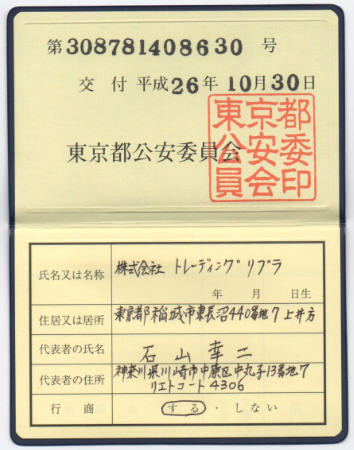 第308781408630号
交 付 平成26年10月30日
東京都公安委員会
東京都
公安委
員会印
氏名又は名称
株式会社 トレーディングリブラ
年 月 日生
住居又は居所
東京都稲城市東長沼440番地7 上井方
代表者の氏名
石山幸二
代表者の住所
神奈川県川崎市中原区中丸子13番地7
リエトコート4306
行 商
する・しない